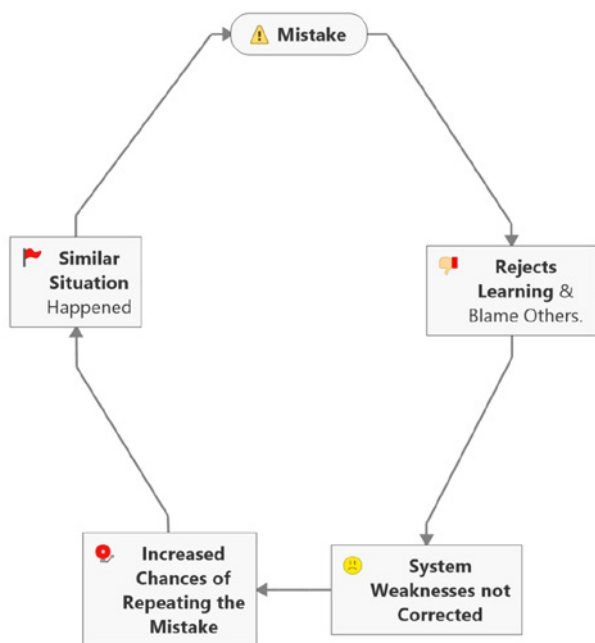 Mistake
Rejects
Learning &
Blame Others.
System
Weaknesses not
Corrected
Increased
Chances of
Repeating the
Mistake
Similar
Situation
Happened